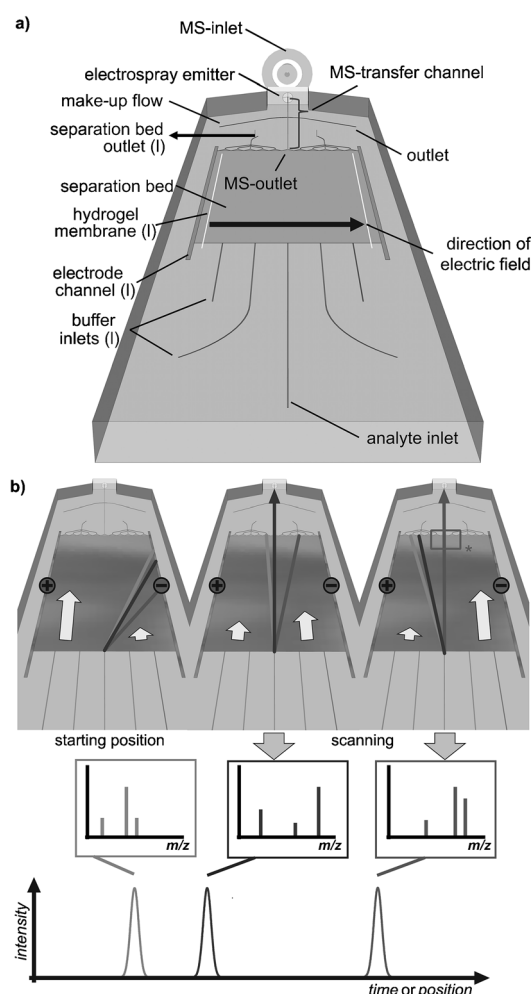 a)
MS-inlet
electrospray emitter
MS-transfer channel
make-up flow
separation bed
outlet (l)
outlet
MS-outlet
separation bed
hydrogel
membrane (l)
direction of
electric field
electrode
channel (l)
buffer
inlets (l)
analyte inlet
b)
+ − + − + −
*
starting position
scanning
m/z
m/z
m/z
intensity
time or position